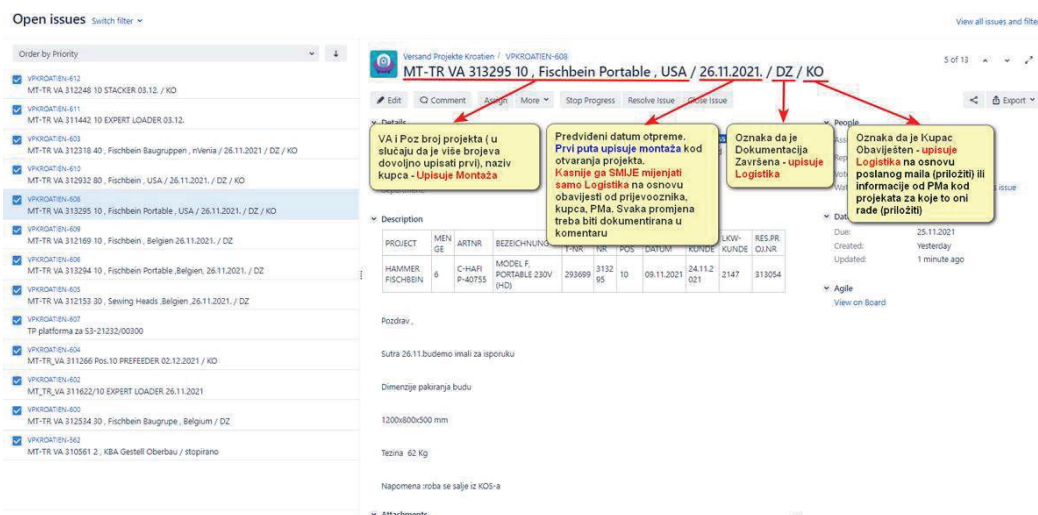 Open issues Switch filter
View all issues and filte
Order by Priority
VPKROATIEN-612
MT-TR VA 312248 10 STACKER 03.12. / KO
VPKROATIEN-611
MT-TR VA 311442 10 EXPERT LOADER 03.12.
VPKROATIEN-603
MT-TR VA 312318 40 , Fischbein Baugruppen , nVenia / 26.11.2021 / DZ / KO
VPKROATIEN-610
MT-TR VA 312932 80 , Fischbein , USA / 26.11.2021. / DZ / KO
VPKROATIEN-608
MT-TR VA 313295 10 , Fischbein Portable , USA / 26.11.2021. / DZ / KO
VPKROATIEN-609
MT-TR VA 312169 10 , Fischbein , Belgien 26.11.2021. / DZ
VPKROATIEN-606
MT-TR VA 313294 10 , Fischbein Portable ,Belgien, 26.11.2021. / DZ
VPKROATIEN-605
MT-TR VA 312153 30 , Sewing Heads ,Belgien ,26.11.2021. / DZ
VPKROATIEN-607
TP platforma za S3-21232/00300
VPKROATIEN-604
MT-TR_VA 311266 Pos.10 PREFEEDER 02.12.2021 / KO
VPKROATIEN-602
MT_TR_VA 311622/10 EXPERT LOADER 26.11.2021
VPKROATIEN-600
MT-TR VA 312534 30 , Fischbein Baugrupe , Belgium / DZ
VPKROATIEN-562
MT-TR VA 310561 2 , KBA Gestell Oberbau / stopirano
Versand Projekte Kroatien / VPKROATIEN-608
MT-TR VA 313295 10 , Fischbein Portable , USA / 26.11.2021. / DZ / KO
5 of 13
Edit Comment Assign More Stop Progress Resolve Issue Close Issue
Export
Details
People
VA i Poz broj projekta ( u
slučaju da je više brojeva
dovoljno upisati prvi), naziv
kupca - Upisuje Montaža
Predviđeni datum otpreme.
Prvi puta upisuje montaža kod
otvaranja projekta.
Kasnije ga SMIJE mijenjati
samo Logistika na osnovu
obavijesti od prijevooznika,
kupca, PMa. Svaka promjena
treba biti dokumentirana u
komentaru
Oznaka da je
Dokumentacija
Završena - upisuje
Logistika
Oznaka da je Kupac
Obaviješten - upisuje
Logistika na osnovu
poslanog maila (priložiti) ili
informacije od PMa kod
projekata za koje to oni
rade (priložiti)
issue
Description
PROJECT MENGE ARTNR BEZEICHNUNG T-NR NR POS DATUM KUNDE LKW-KUNDE RES.PROJ.NR
HAMMER FISCHBEIN 6 C-HAFI P-40755 MODEL F, PORTABLE 230V (HD) 293699 313295 10 09.11.2021 24.11.2021 2147 313054
Due: 25.11.2021
Created: Yesterday
Updated: 1 minute ago
Agile
View on Board
Pozdrav ,
Sutra 26.11.budemo imali za isporuku
Dimenzije pakiranja budu
1200x800x500 mm
Tezina 62 Kg
Napomena :roba se salje iz KOS-a
Attachments